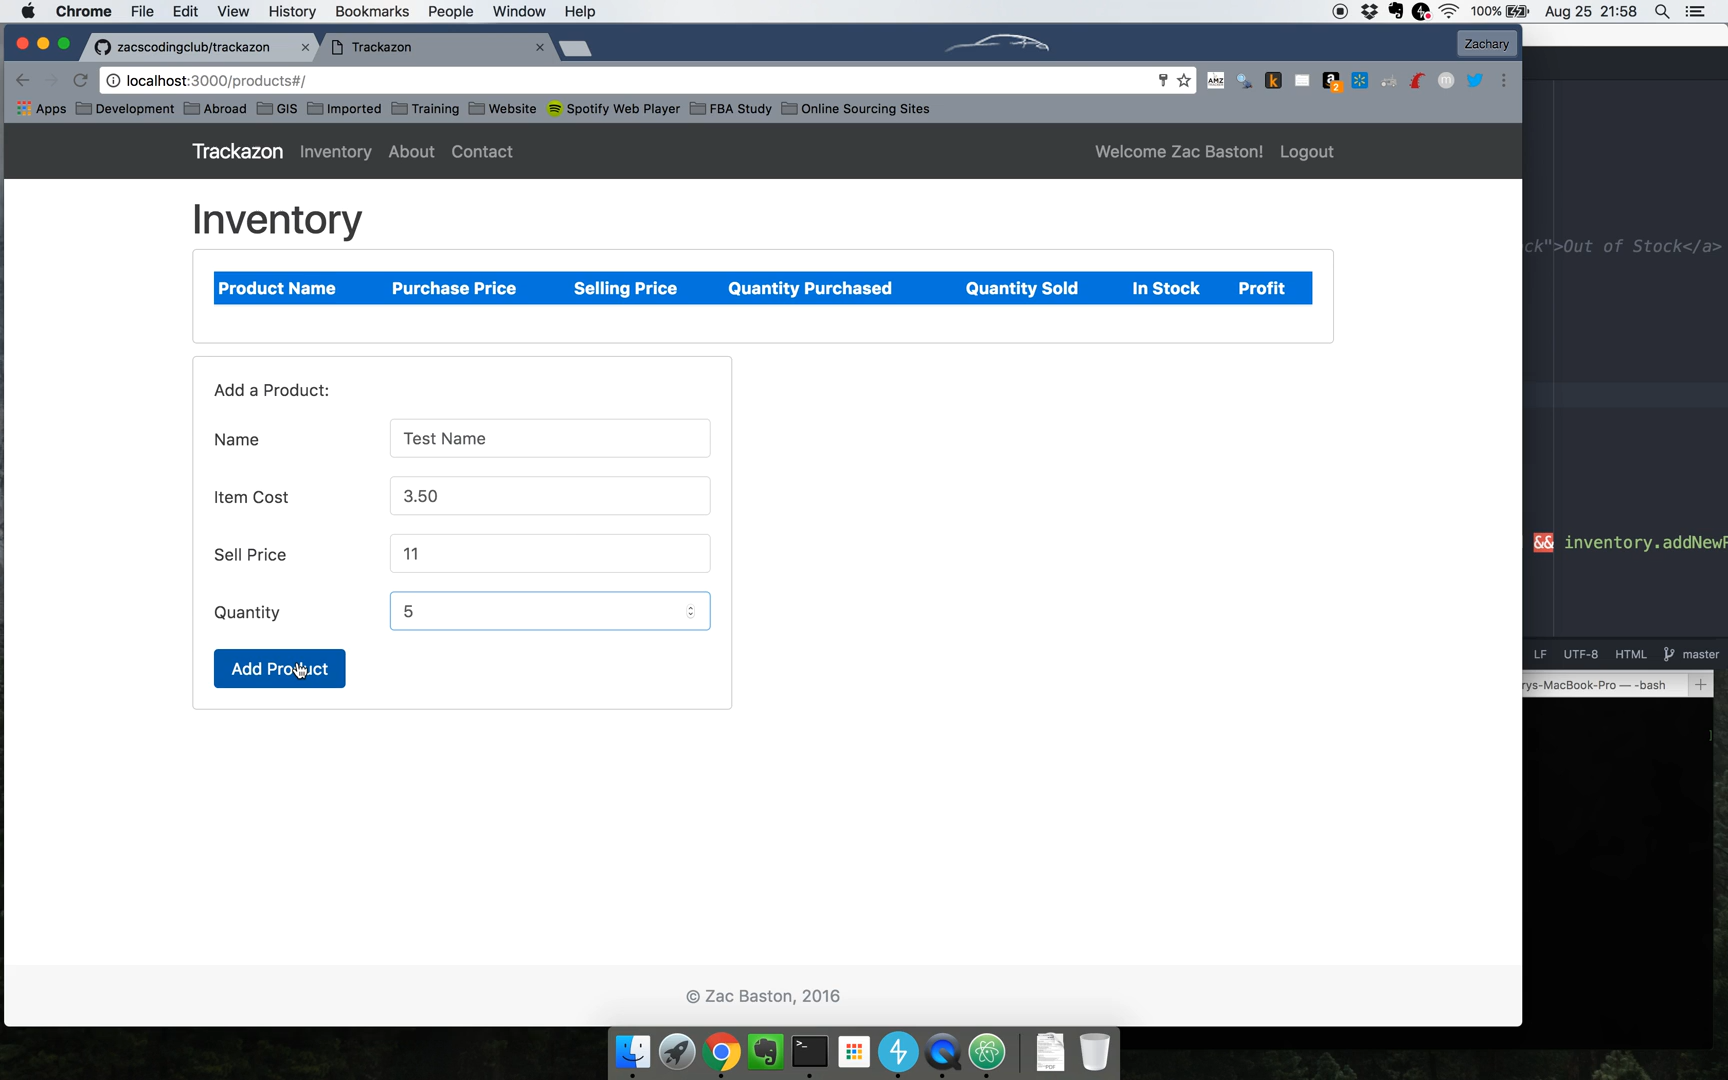 Chrome File Edit View History Bookmarks People Window Help
100% Aug 25 21:58
zacscodingclub/trackazon
Trackazon
Zachary
localhost:3000/products#/
Apps Development Abroad GIS Imported Training Website Spotify Web Player FBA Study Online Sourcing Sites
Trackazon Inventory About Contact
Welcome Zac Baston! Logout
Inventory
Product Name Purchase Price Selling Price Quantity Purchased Quantity Sold In Stock Profit
Add a Product:
Name Test Name
Item Cost 3.50
Sell Price 11
Quantity 5
Add Product
© Zac Baston, 2016
ck">Out of Stock</a>
&& inventory.addNewP
LF UTF-8 HTML master
rys-MacBook-Pro — -bash